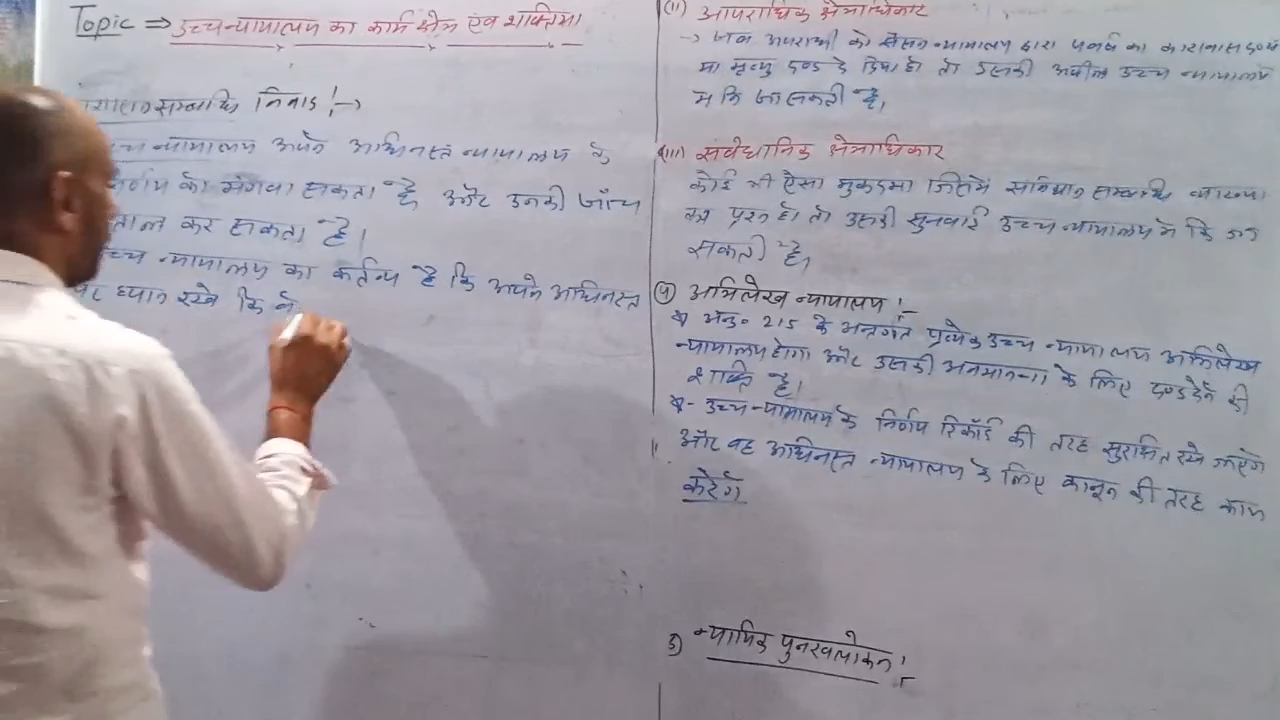 Topic ⇒ उच्च न्यायालय का कार्य क्षेत्र एवं शक्तियां
सम्बन्धि विवाद :→
न्यायालय अपने अधिनस्त न्यायालय के
निर्णय को मंगवा सकता है और उनकी जाँच
ताल कर सकता है।
उच्च न्यायालय का कर्तव्य है कि अपने अधिनस्त
पर ध्यान रखे कि वे
(ii) आपराधिक क्षेत्राधिकार
→ जब अपराधी को सेसन न्यायालय द्वारा का कारावास दण्ड
या मृत्यु दण्ड दे दिया हो तो उसकी अपील उच्च न्यायालय
मे कि जा सकती है।
(iii) संवैधानिक क्षेत्राधिकार
कोई भी ऐसा मुकदमा जिसमें संविधान सम्बन्धि व्याख्या
का प्रश्न हो तो उसकी सुनवाई उच्च न्यायालय मे कि जा
सकती है।
④ अभिलेख न्यायालय :-
अनु० 215 के अन्तर्गत प्रत्येक उच्च न्यायालय अभिलेख
न्यायालय होगा और उसकी अवमानना के लिए दण्ड देने की
शक्ति है।
उच्च न्यायालय के निर्णय रिकॉर्ड की तरह सुरक्षित रखे जाएंगे
और वह अधिनस्त न्यायालय के लिए कानून की तरह काम
करेंगे
5) न्यायिक पुनरवलोकन :-